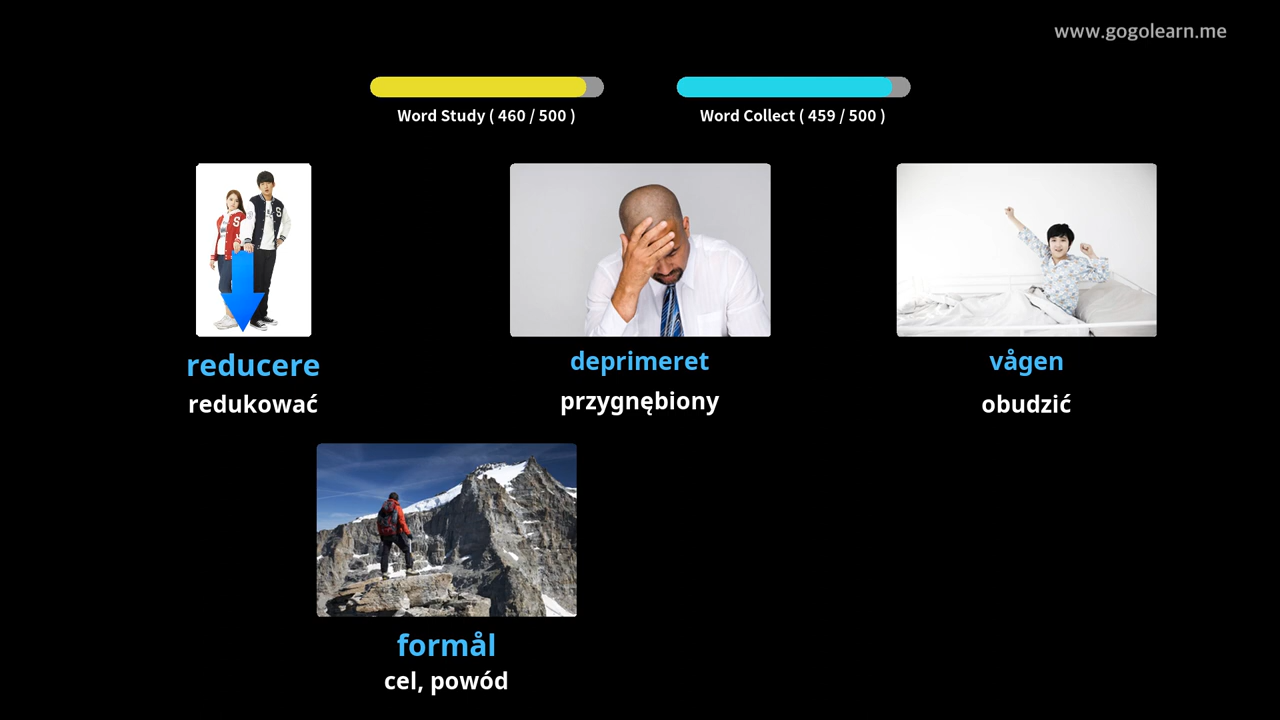 www.gogolearn.me
Word Study ( 460 / 500 )
Word Collect ( 459 / 500 )
S
S
reducere
redukować
deprimeret
przygnębiony
vågen
obudzić
formål
cel, powód